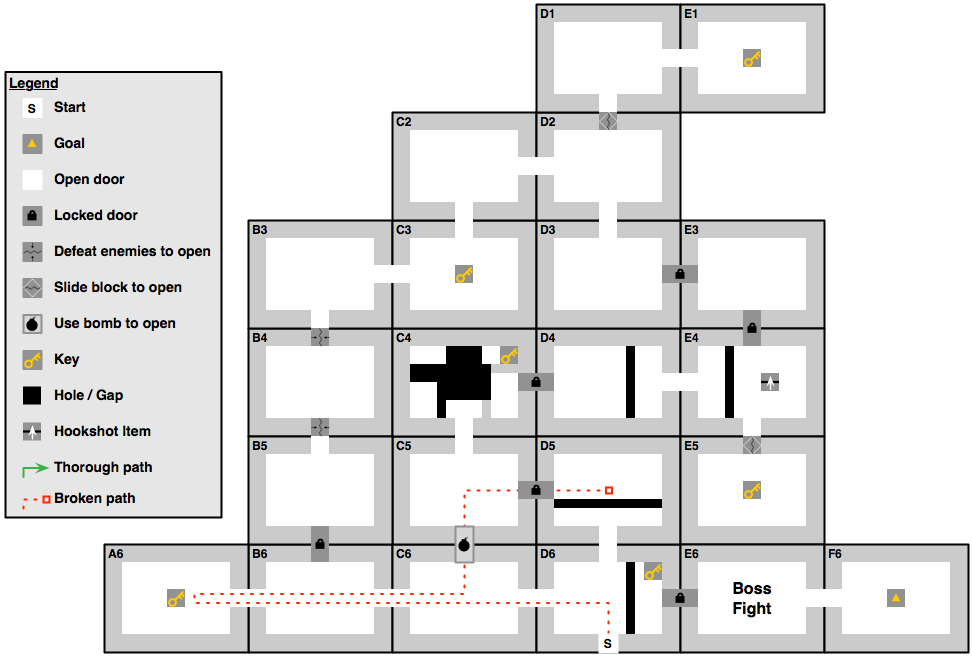 D1
E1
Legend
S
Start
Goal
Open door
Locked door
Defeat enemies to open
Slide block to open
Use bomb to open
Key
Hole / Gap
Hookshot Item
Thorough path
Broken path
C2
D2
B3
C3
D3
E3
B4
C4
D4
E4
B5
C5
D5
E5
A6
B6
C6
D6
E6
F6
Boss
Fight
S